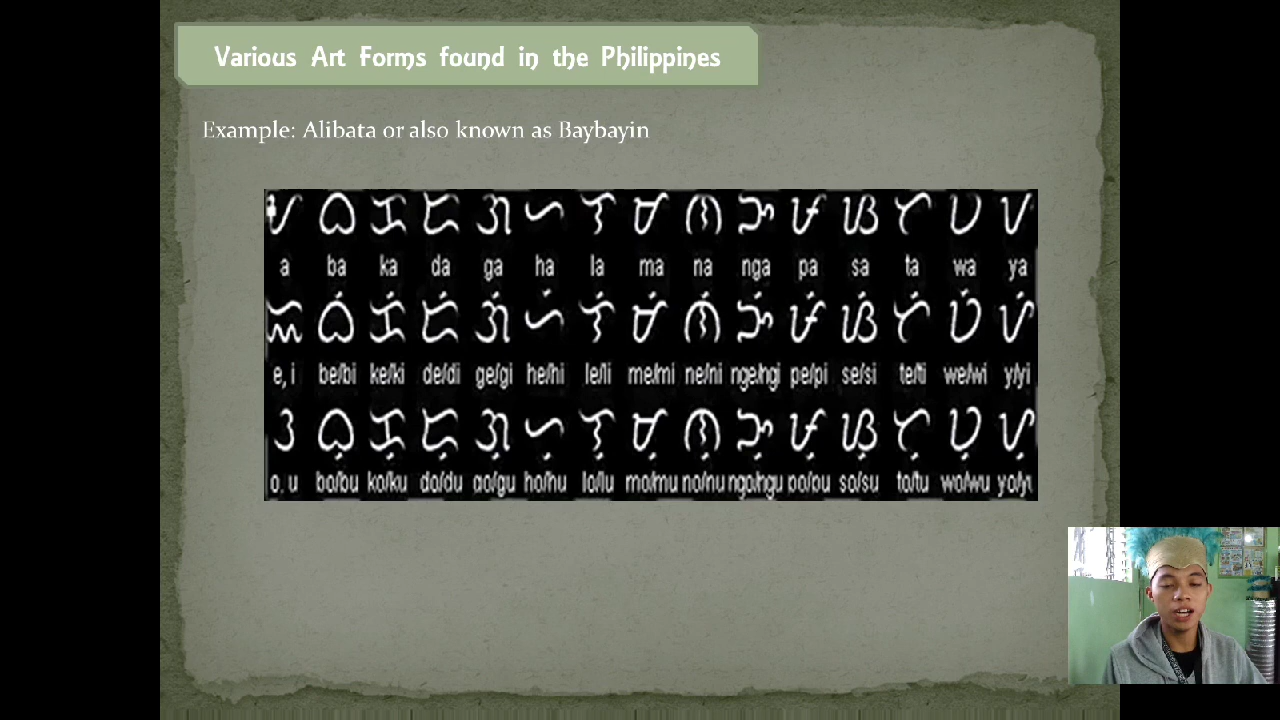 Various Art Forms found in the Philippines
Example: Alibata or also known as Baybayin
ᜀ ᜊ ᜃ ᜇ ᜄ ᜑ ᜎ ᜋ ᜈ ᜅ ᜉ ᜐ ᜆ ᜏ ᜌ
a ba ka da ga ha la ma na nga pa sa ta wa ya
ᜁ ᜊᜒ ᜃᜒ ᜇᜒ ᜄᜒ ᜑᜒ ᜎᜒ ᜋᜒ ᜈᜒ ᜅᜒ ᜉᜒ ᜐᜒ ᜆᜒ ᜏᜒ ᜌᜒ
e, i be/bi ke/ki de/di ge/gi he/hi le/li me/mi ne/ni nge/ngi pe/pi se/si te/ti we/wi y/yi
ᜂ ᜊᜓ ᜃᜓ ᜇᜓ ᜄᜓ ᜑᜓ ᜎᜓ ᜋᜓ ᜈᜓ ᜅᜓ ᜉᜓ ᜐᜓ ᜆᜓ ᜏᜓ ᜌᜓ
o, u bo/bu ko/ku do/du go/gu ho/hu lo/lu mo/mu no/nu ngo/ngu po/pu so/su to/tu wo/wu